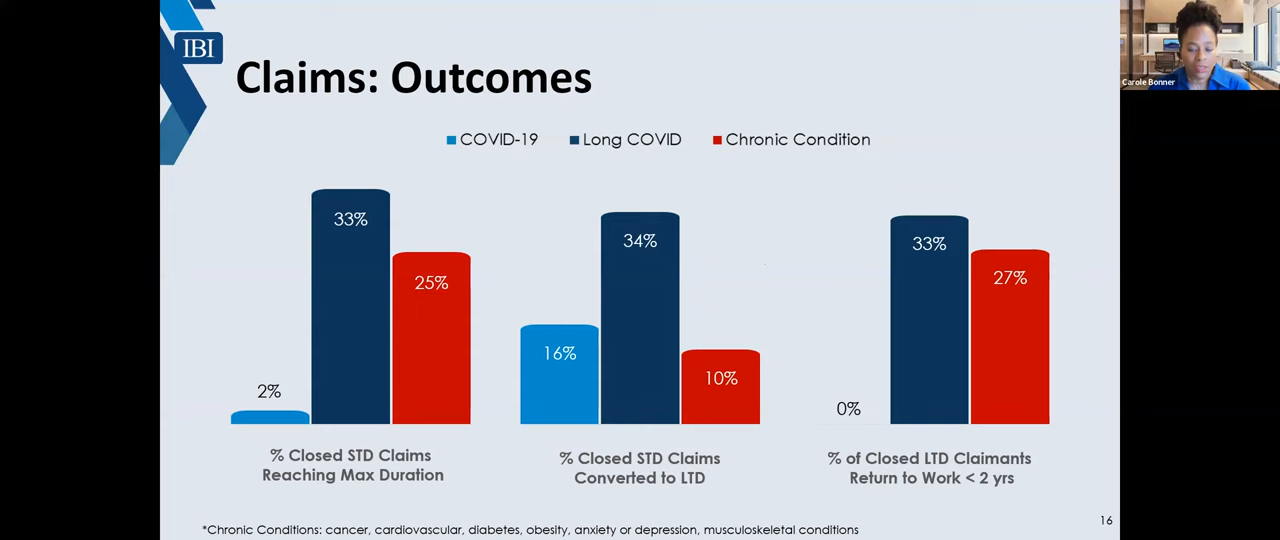 IBI
Claims: Outcomes
Carole Bonner
COVID-19 Long COVID Chronic Condition
33%
25%
2%
34%
16%
10%
33%
27%
0%
% Closed STD Claims
Reaching Max Duration
% Closed STD Claims
Converted to LTD
% of Closed LTD Claimants
Return to Work < 2 yrs
*Chronic Conditions: cancer, cardiovascular, diabetes, obesity, anxiety or depression, musculoskeletal conditions
16